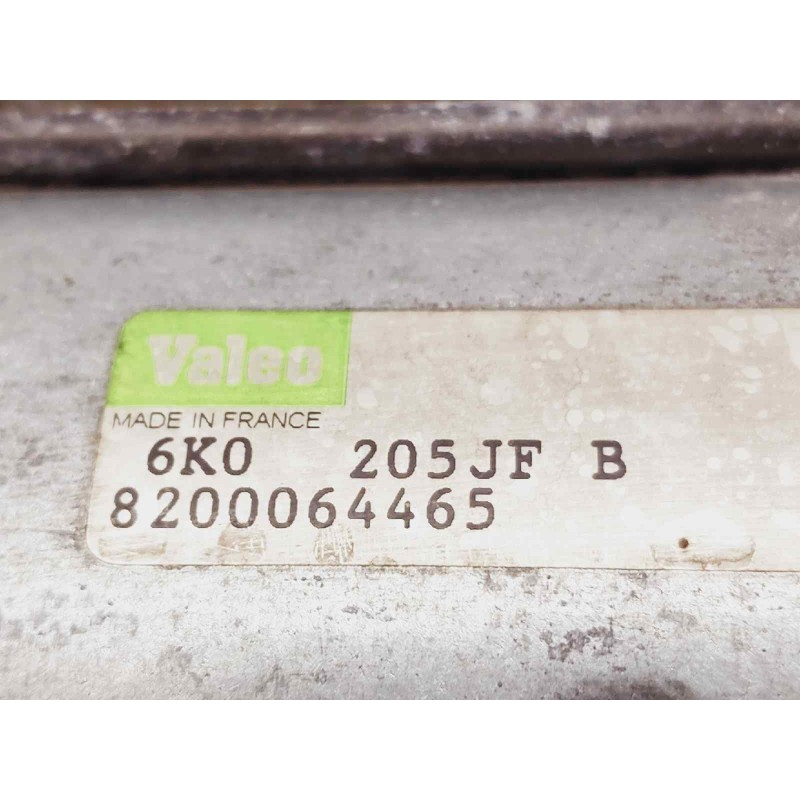 Valeo
MADE IN FRANCE
6K0 205JF B
8200064465